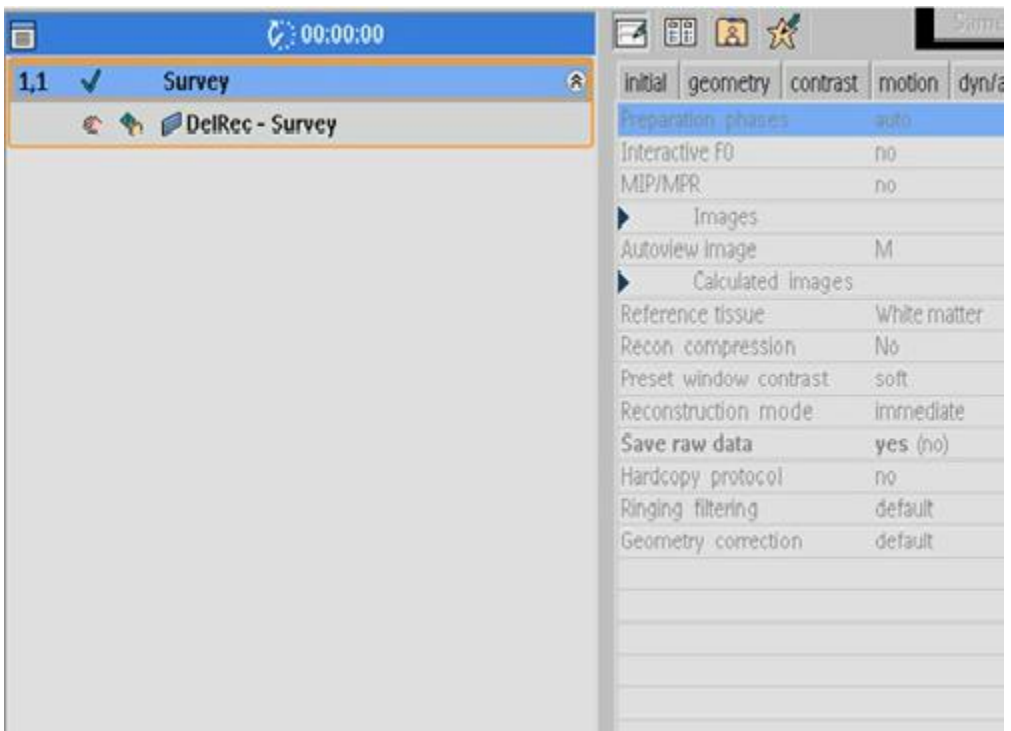 00:00:00
1,1 Survey
DelRec - Survey
initial geometry contrast motion dyn/a
Preparation phases auto
Interactive F0 no
MIP/MPR no
Images
Autoview image M
Calculated images
Reference tissue White matter
Recon compression No
Preset window contrast soft
Reconstruction mode immediate
Save raw data yes (no)
Hardcopy protocol no
Ringing filtering default
Geometry correction default